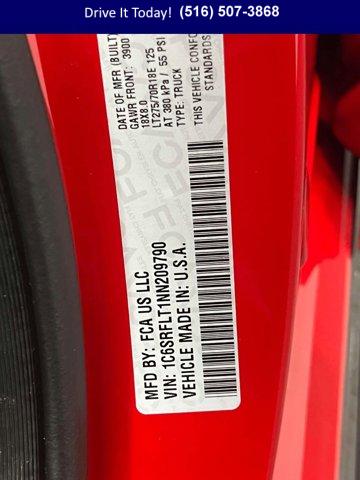 Drive It Today! (516) 507-3868
MFD BY: FCA US LLC
VIN: 1C6SRFLT1NN209790
VEHICLE MADE IN: U.S.A.
DATE OF MFR (BUILT)
GAWR FRONT: 3900
18X8.0
LT275/70R18E 125
AT 380 kPa / 55 PSI
TYPE: TRUCK
THIS VEHICLE CONFO
STANDARDS